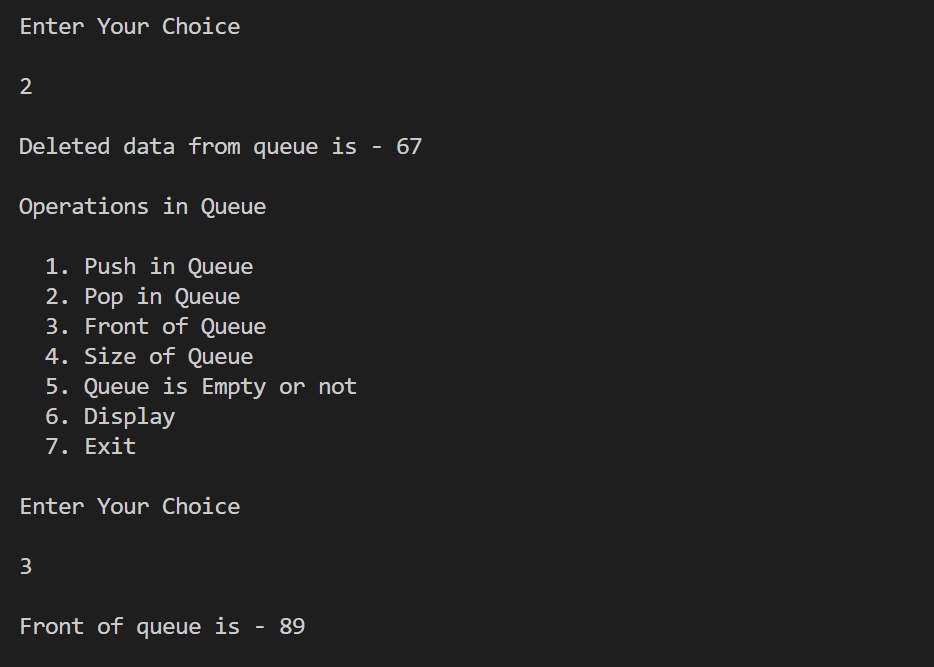 Enter Your Choice
2
Deleted data from queue is - 67
Operations in Queue
1. Push in Queue
2. Pop in Queue
3. Front of Queue
4. Size of Queue
5. Queue is Empty or not
6. Display
7. Exit
Enter Your Choice
3
Front of queue is - 89